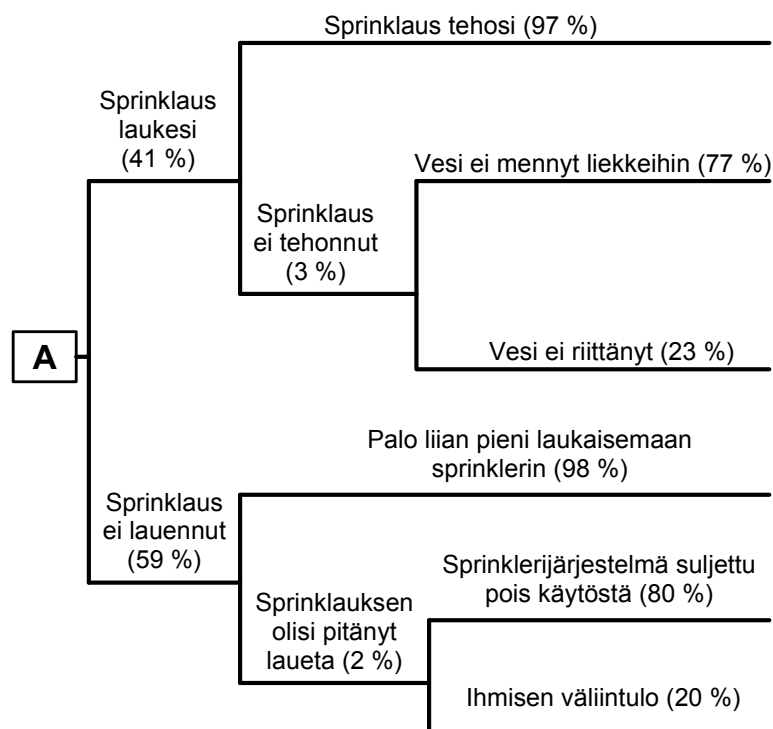 Sprinklaus tehosi (97 %)
Sprinklaus
laukesi
(41 %)
Vesi ei mennyt liekkeihin (77 %)
Sprinklaus
ei tehonnut
(3 %)
Vesi ei riittänyt (23 %)
A
Palo liian pieni laukaisemaan
sprinklerin (98 %)
Sprinklaus
ei lauennut
(59 %)
Sprinklerijärjestelmä suljettu
pois käytöstä (80 %)
Sprinklauksen
olisi pitänyt
laueta (2 %)
Ihmisen väliintulo (20 %)